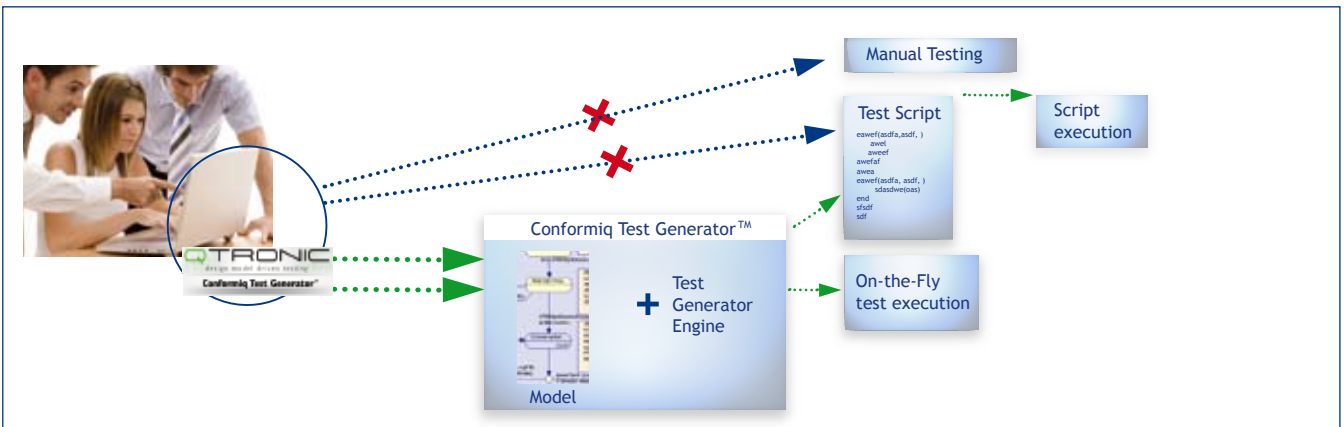 Manual Testing
Test Script
eawef(asdfa,asdf, )
awel
aweef
awefaf
awea
eawef(asdfa, asdf, )
sdasdwe(oas)
end
sfsdf
sdf
Script
execution
QTRONIC
design model driven testing
Conformiq Test Generator™
Conformiq Test Generator™
+
Test
Generator
Engine
Model
On-the-Fly
test execution